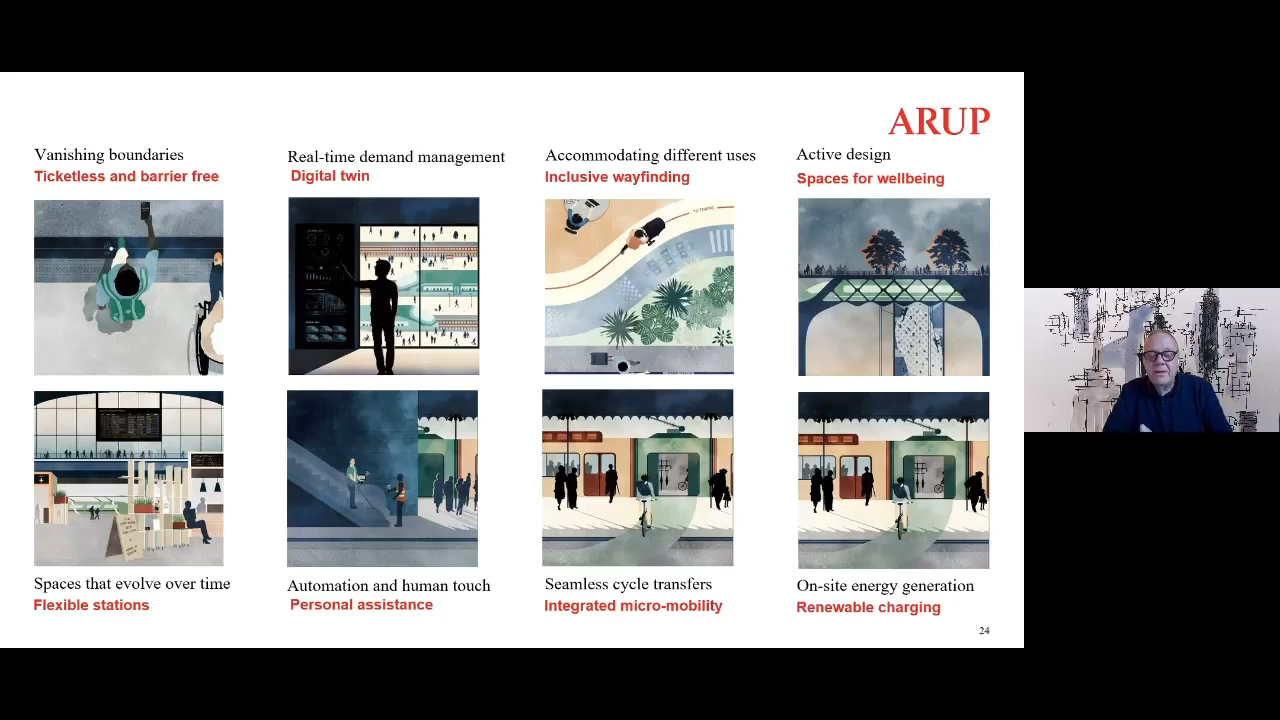 ARUP
Vanishing boundaries
Ticketless and barrier free
Real-time demand management
Digital twin
Accommodating different uses
Inclusive wayfinding
Active design
Spaces for wellbeing
Spaces that evolve over time
Flexible stations
Automation and human touch
Personal assistance
Seamless cycle transfers
Integrated micro-mobility
On-site energy generation
Renewable charging
24